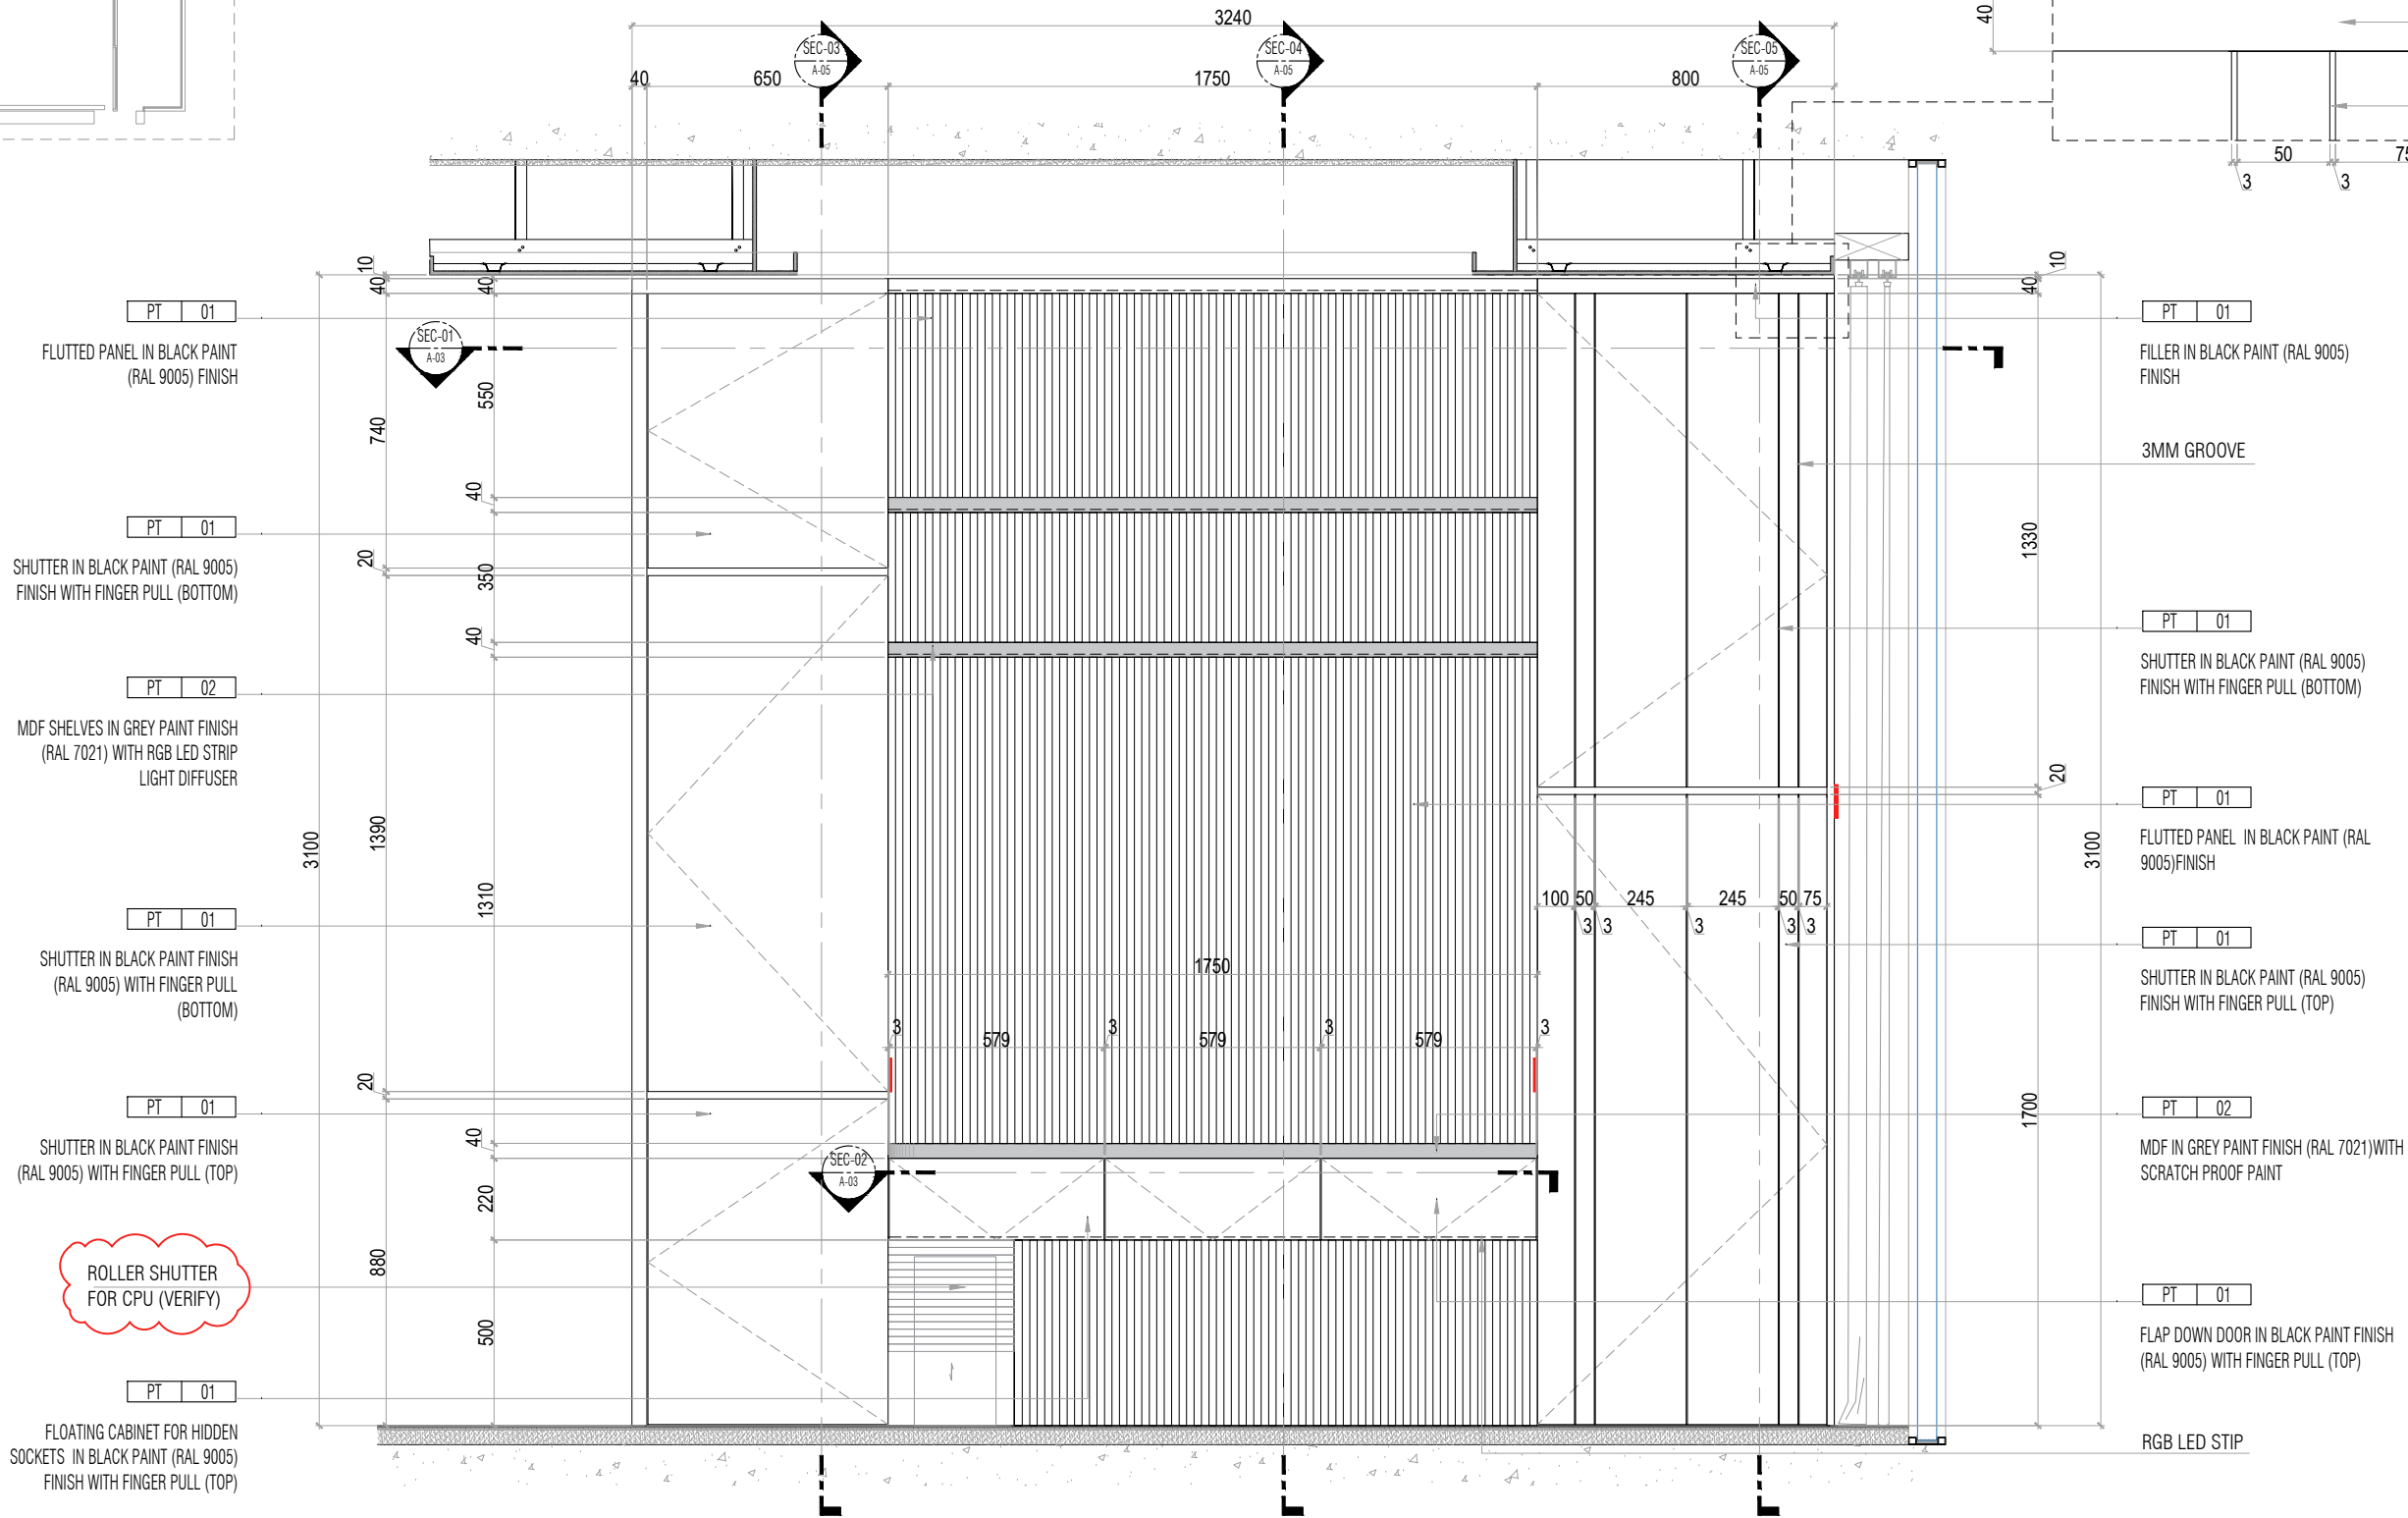 3240
SEC-03
A-05
SEC-04
A-05
SEC-05
A-05
40
650
1750
800
40
50
3
3
10
40
40
550
740
40
20
350
40
3100
1390
1310
20
40
220
880
500
10
40
1330
20
3100
1700
SEC-01
A-03
SEC-02
A-03
100
50
245
245
50
75
3
3
3
3
3
1750
3
579
3
579
3
579
3
PT 01
FLUTTED PANEL IN BLACK PAINT
(RAL 9005) FINISH
PT 01
SHUTTER IN BLACK PAINT (RAL 9005)
FINISH WITH FINGER PULL (BOTTOM)
PT 02
MDF SHELVES IN GREY PAINT FINISH
(RAL 7021) WITH RGB LED STRIP
LIGHT DIFFUSER
PT 01
SHUTTER IN BLACK PAINT FINISH
(RAL 9005) WITH FINGER PULL
(BOTTOM)
PT 01
SHUTTER IN BLACK PAINT FINISH
(RAL 9005) WITH FINGER PULL (TOP)
ROLLER SHUTTER
FOR CPU (VERIFY)
PT 01
FLOATING CABINET FOR HIDDEN
SOCKETS IN BLACK PAINT (RAL 9005)
FINISH WITH FINGER PULL (TOP)
PT 01
FILLER IN BLACK PAINT (RAL 9005)
FINISH
3MM GROOVE
PT 01
SHUTTER IN BLACK PAINT (RAL 9005)
FINISH WITH FINGER PULL (BOTTOM)
PT 01
FLUTTED PANEL IN BLACK PAINT (RAL
9005)FINISH
PT 01
SHUTTER IN BLACK PAINT (RAL 9005)
FINISH WITH FINGER PULL (TOP)
PT 02
MDF IN GREY PAINT FINISH (RAL 7021)WITH
SCRATCH PROOF PAINT
PT 01
FLAP DOWN DOOR IN BLACK PAINT FINISH
(RAL 9005) WITH FINGER PULL (TOP)
RGB LED STIP